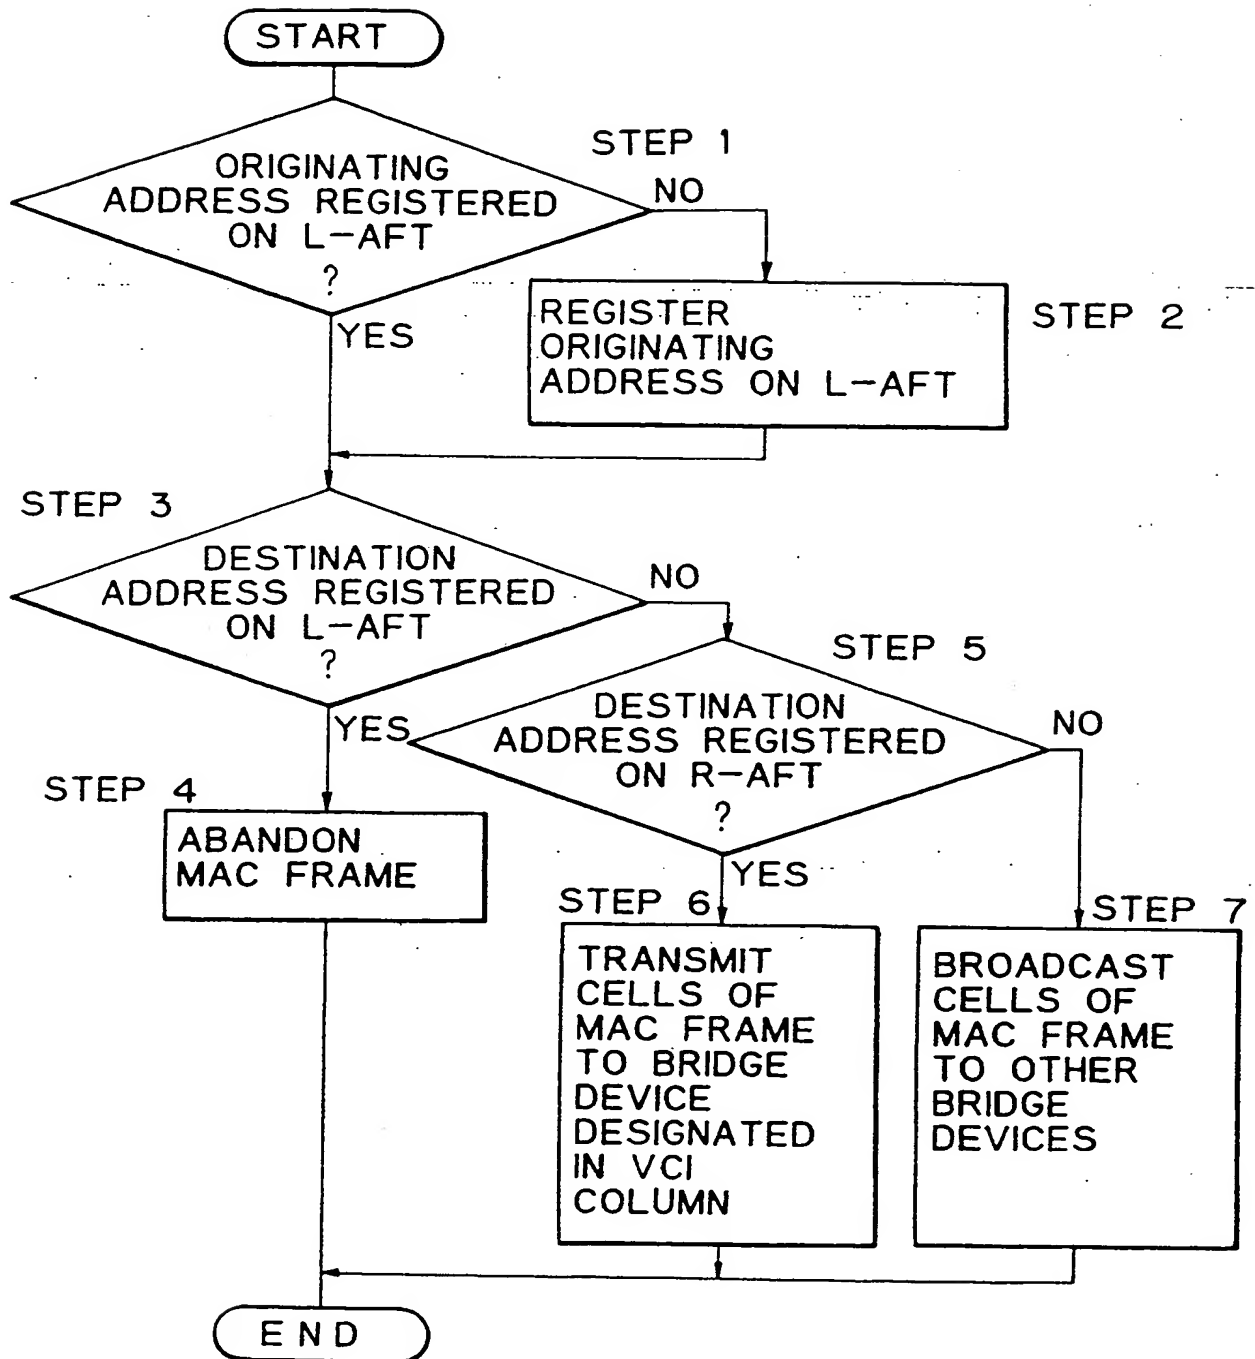 START
STEP 1
ORIGINATING
ADDRESS REGISTERED
ON L-AFT
?
NO
YES
STEP 2
REGISTER
ORIGINATING
ADDRESS ON L-AFT
STEP 3
DESTINATION
ADDRESS REGISTERED
ON L-AFT
?
NO
YES
STEP 4
ABANDON
MAC FRAME
STEP 5
DESTINATION
ADDRESS REGISTERED
ON R-AFT
?
NO
YES
STEP 6
TRANSMIT
CELLS OF
MAC FRAME
TO BRIDGE
DEVICE
DESIGNATED
IN VCI
COLUMN
STEP 7
BROADCAST
CELLS OF
MAC FRAME
TO OTHER
BRIDGE
DEVICES
END